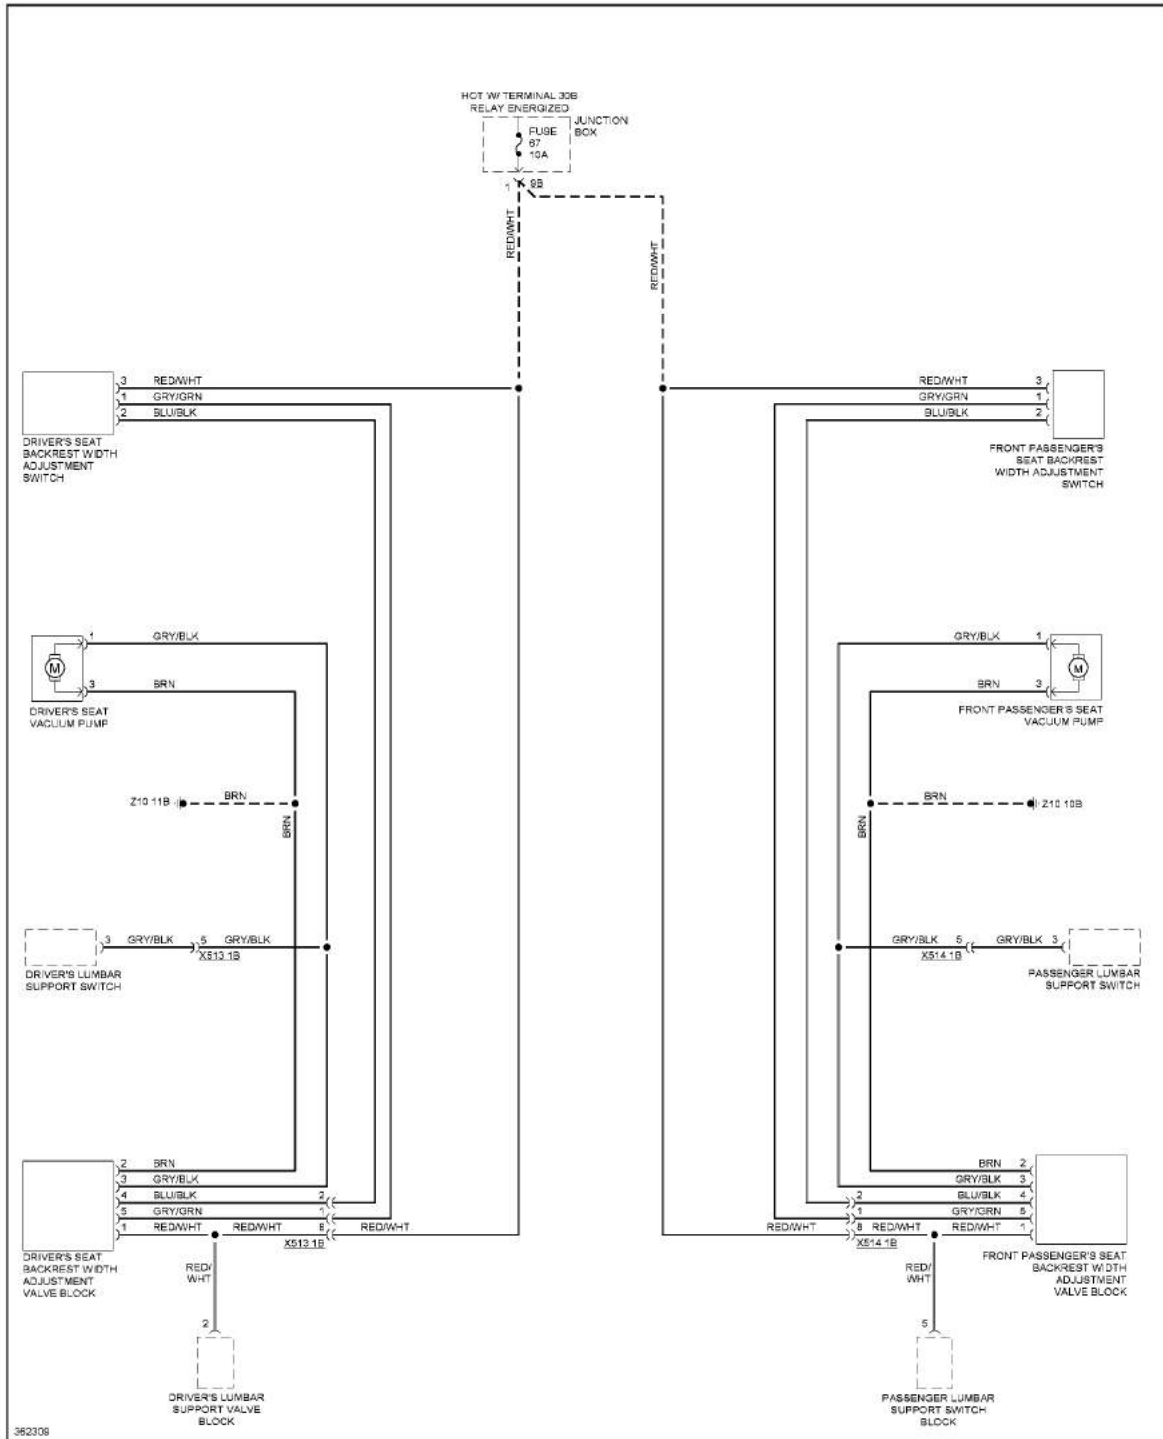 HOT W/ TERMINAL 30B
RELAY ENERGIZED
JUNCTION
BOX
FUSE
67
10A
1
9B
RED/WHT
RED/WHT
3 RED/WHT
1 GRY/GRN
2 BLU/BLK
DRIVER'S SEAT
BACKREST WIDTH
ADJUSTMENT
SWITCH
RED/WHT 3
GRY/GRN 1
BLU/BLK 2
FRONT PASSENGER'S
SEAT BACKREST
WIDTH ADJUSTMENT
SWITCH
1 GRY/BLK
M
3 BRN
DRIVER'S SEAT
VACUUM PUMP
GRY/BLK 1
M
BRN 3
FRONT PASSENGER'S SEAT
VACUUM PUMP
Z10 11B
BRN
BRN
BRN
Z10 10B
BRN
3 GRY/BLK 5 GRY/BLK
X513 1B
DRIVER'S LUMBAR
SUPPORT SWITCH
GRY/BLK 5 GRY/BLK 3
X514 1B
PASSENGER LUMBAR
SUPPORT SWITCH
2 BRN
3 GRY/BLK
4 BLU/BLK 2
5 GRY/GRN 1
1 RED/WHT RED/WHT 8 RED/WHT
X513 1B
DRIVER'S SEAT
BACKREST WIDTH
ADJUSTMENT
VALVE BLOCK
RED/
WHT
2
DRIVER'S LUMBAR
SUPPORT VALVE
BLOCK
BRN 2
GRY/BLK 3
2 BLU/BLK 4
1 GRY/GRN 5
RED/WHT 8 RED/WHT RED/WHT 1
X514 1B
FRONT PASSENGER'S SEAT
BACKREST WIDTH
ADJUSTMENT
VALVE BLOCK
RED/
WHT
5
PASSENGER LUMBAR
SUPPORT SWITCH
BLOCK
362309